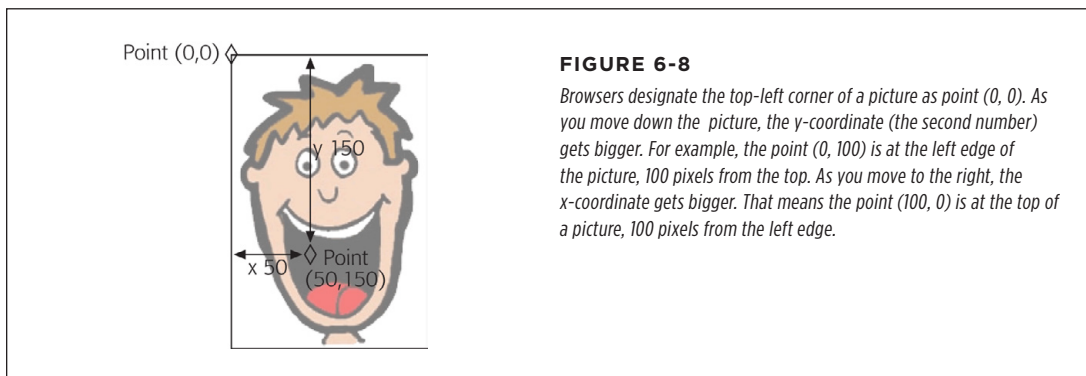 Point (0,0)
y 150
x 50
Point
(50,150)
FIGURE 6-8
Browsers designate the top-left corner of a picture as point (0, 0). As
you move down the picture, the y-coordinate (the second number)
gets bigger. For example, the point (0, 100) is at the left edge of
the picture, 100 pixels from the top. As you move to the right, the
x-coordinate gets bigger. That means the point (100, 0) is at the top of
a picture, 100 pixels from the left edge.